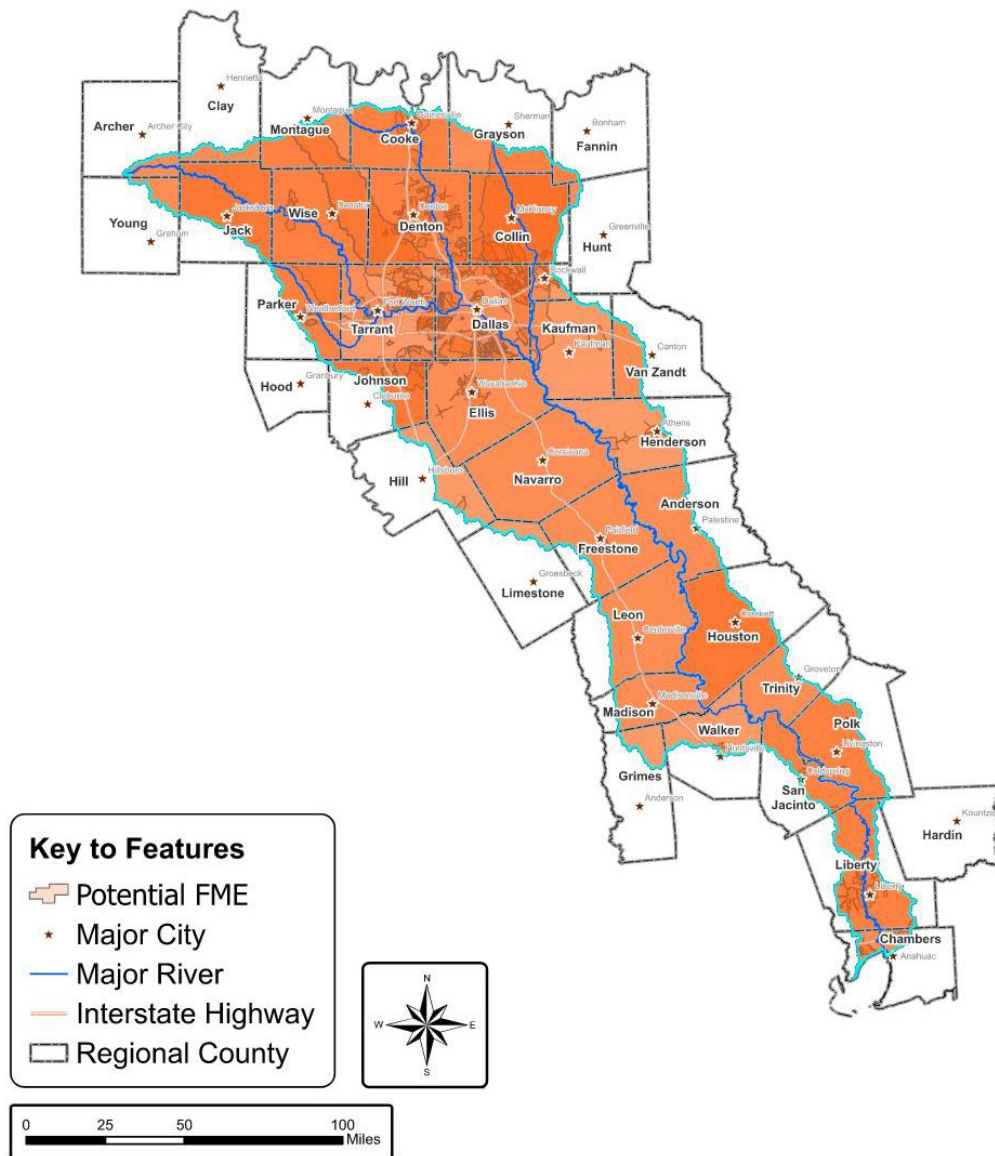 Henrietta
Clay
Archer
Archer City
Montague
Montague
Gainesville
Cooke
Sherman
Grayson
Bonham
Fannin
Young
Graham
Jacksboro
Jack
Wise
Decatur
Denton
Denton
McKinney
Collin
Greenville
Hunt
Rockwall
Parker
Weatherford
Fort Worth
Tarrant
Dallas
Dallas
Kaufman
Kaufman
Canton
Van Zandt
Hood
Granbury
Johnson
Cleburne
Waxahachie
Ellis
Athens
Henderson
Hill
Hillsboro
Corsicana
Navarro
Anderson
Palestine
Fairfield
Freestone
Groesbeck
Limestone
Leon
Centerville
Crockett
Houston
Groveton
Trinity
Madisonville
Madison
Walker
Huntsville
Polk
Livingston
Grimes
Anderson
Coldspring
San
Jacinto
Kountze
Hardin
Liberty
Liberty
Chambers
Anahuac
Key to Features
Potential FME
Major City
Major River
Interstate Highway
Regional County
N
W E
S
0 25 50 100
Miles